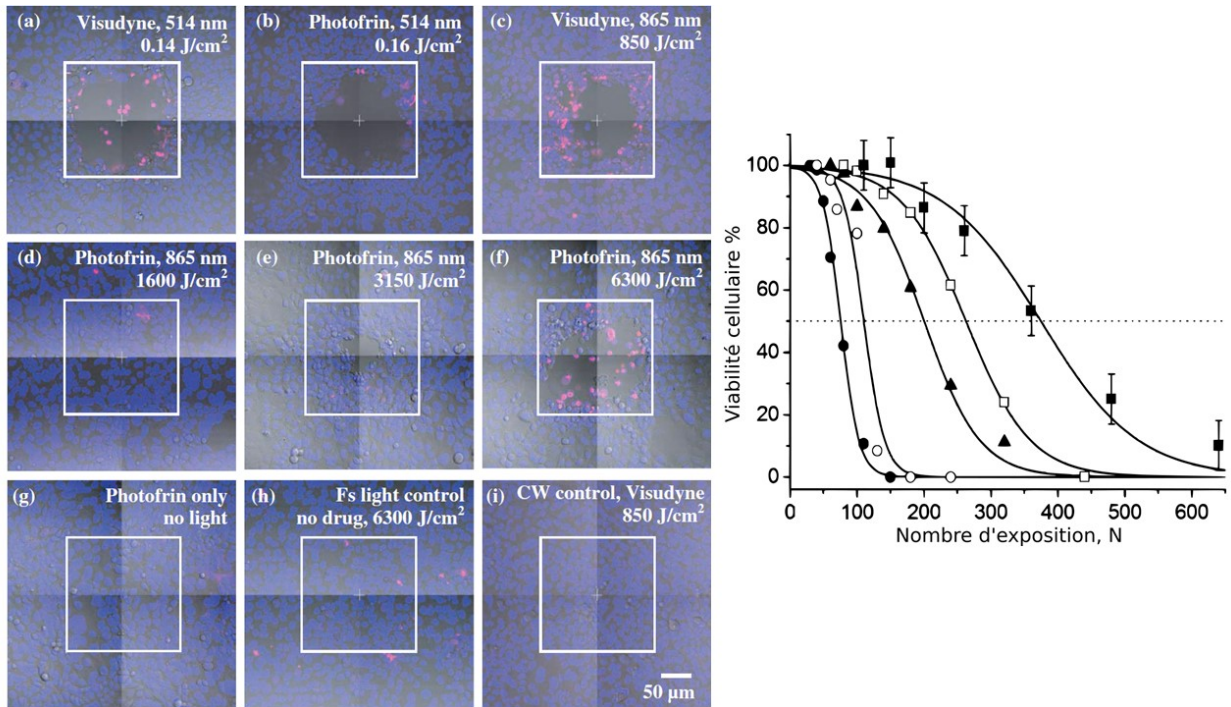 (a) Visudyne, 514 nm
0.14 J/cm²
(b) Photofrin, 514 nm
0.16 J/cm²
(c) Visudyne, 865 nm
850 J/cm²
(d) Photofrin, 865 nm
1600 J/cm²
(e) Photofrin, 865 nm
3150 J/cm²
(f) Photofrin, 865 nm
6300 J/cm²
(g) Photofrin only
no light
(h) Fs light control
no drug, 6300 J/cm²
(i) CW control, Visudyne
850 J/cm²
50 µm
Viabilité cellulaire %
100
80
60
40
20
0
0 100 200 300 400 500 600
Nombre d'exposition, N